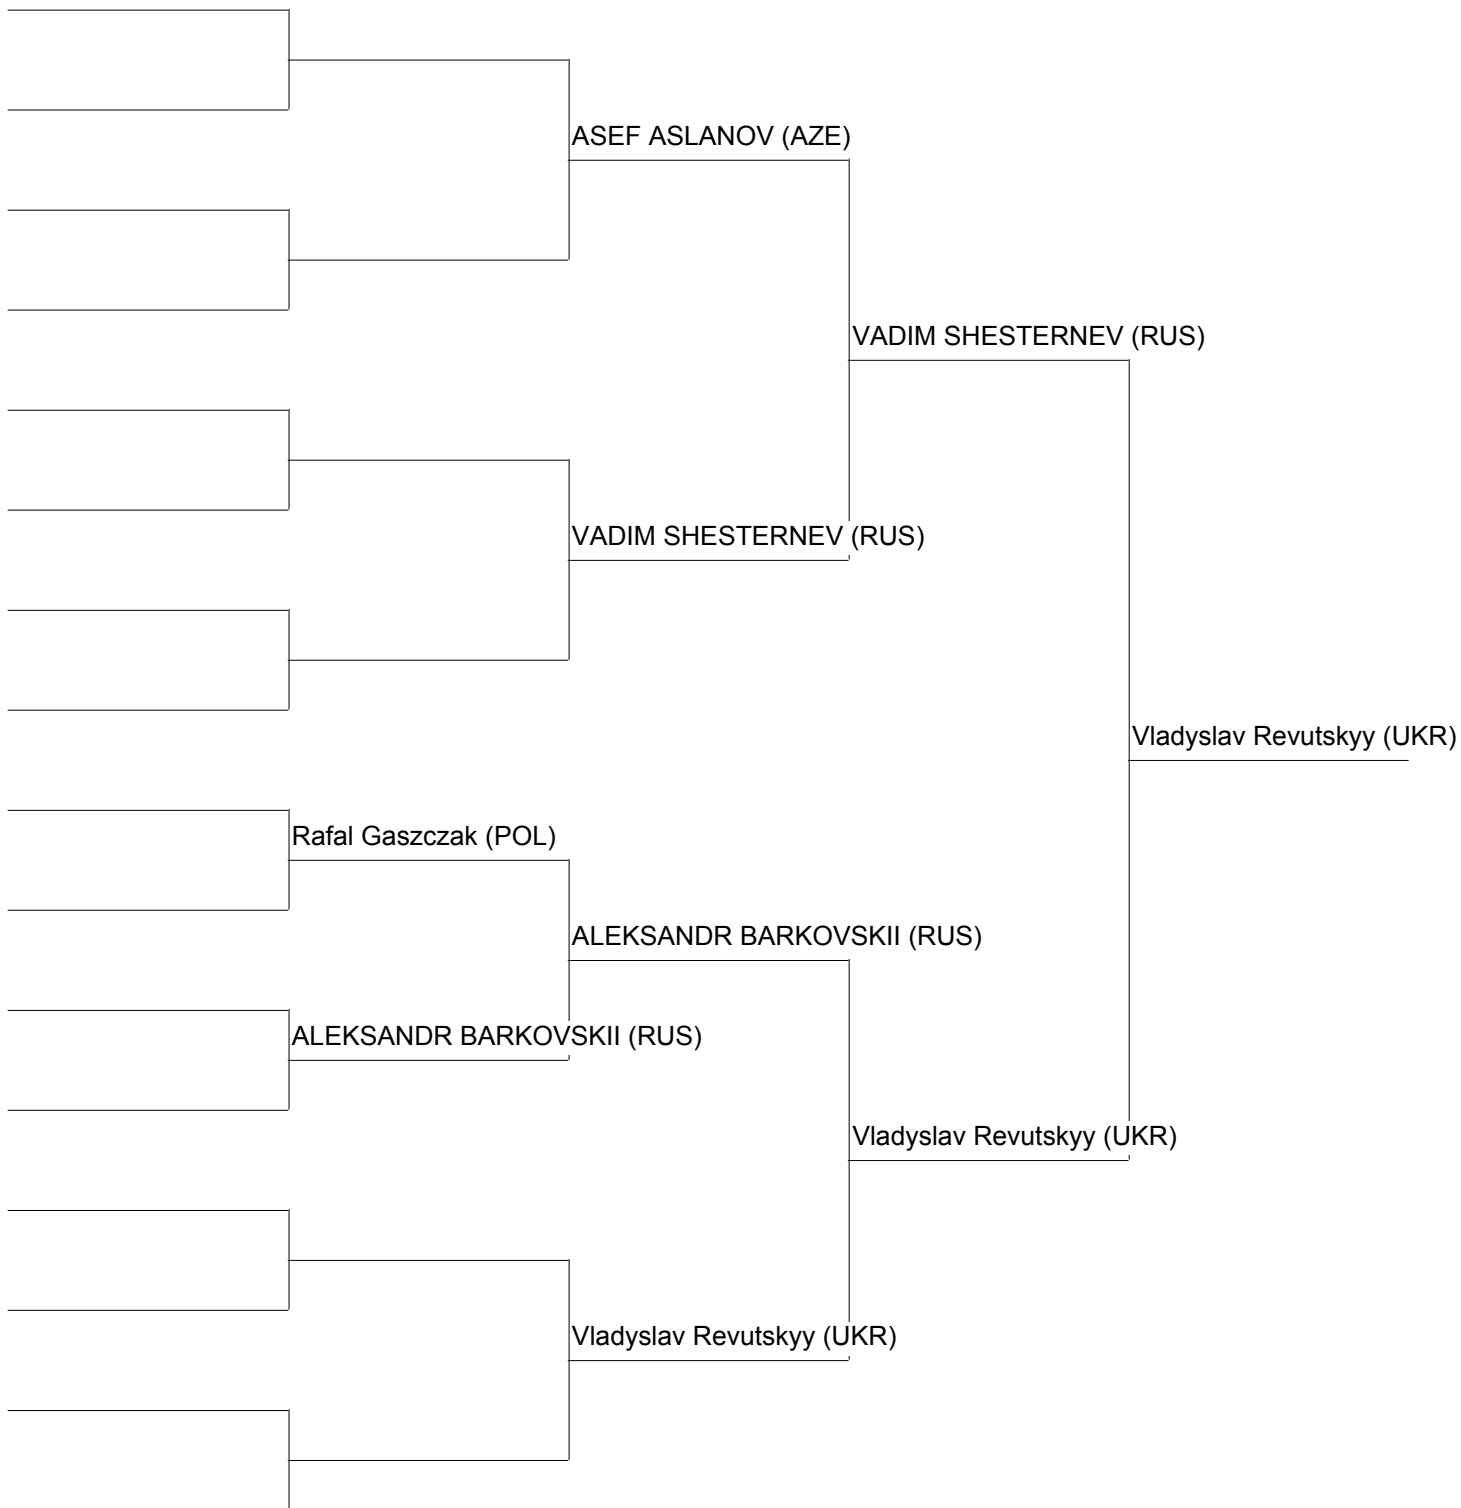 ASEF ASLANOV (AZE)
VADIM SHESTERNEV (RUS)
VADIM SHESTERNEV (RUS)
Vladyslav Revutskyy (UKR)
Rafal Gaszczak (POL)
ALEKSANDR BARKOVSKII (RUS)
ALEKSANDR BARKOVSKII (RUS)
Vladyslav Revutskyy (UKR)
Vladyslav Revutskyy (UKR)